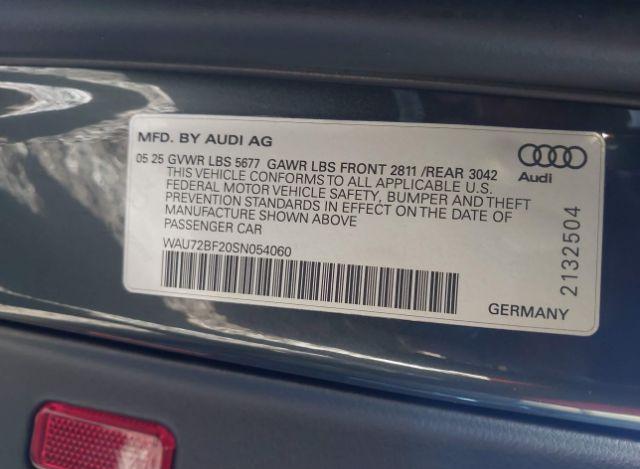 MFD. BY AUDI AG
05 25 GVWR LBS 5677 GAWR LBS FRONT 2811 /REAR 3042
THIS VEHICLE CONFORMS TO ALL APPLICABLE U.S.
FEDERAL MOTOR VEHICLE SAFETY, BUMPER AND THEFT
PREVENTION STANDARDS IN EFFECT ON THE DATE OF
MANUFACTURE SHOWN ABOVE
PASSENGER CAR
WAU72BF20SN054060
Audi
2132504
GERMANY